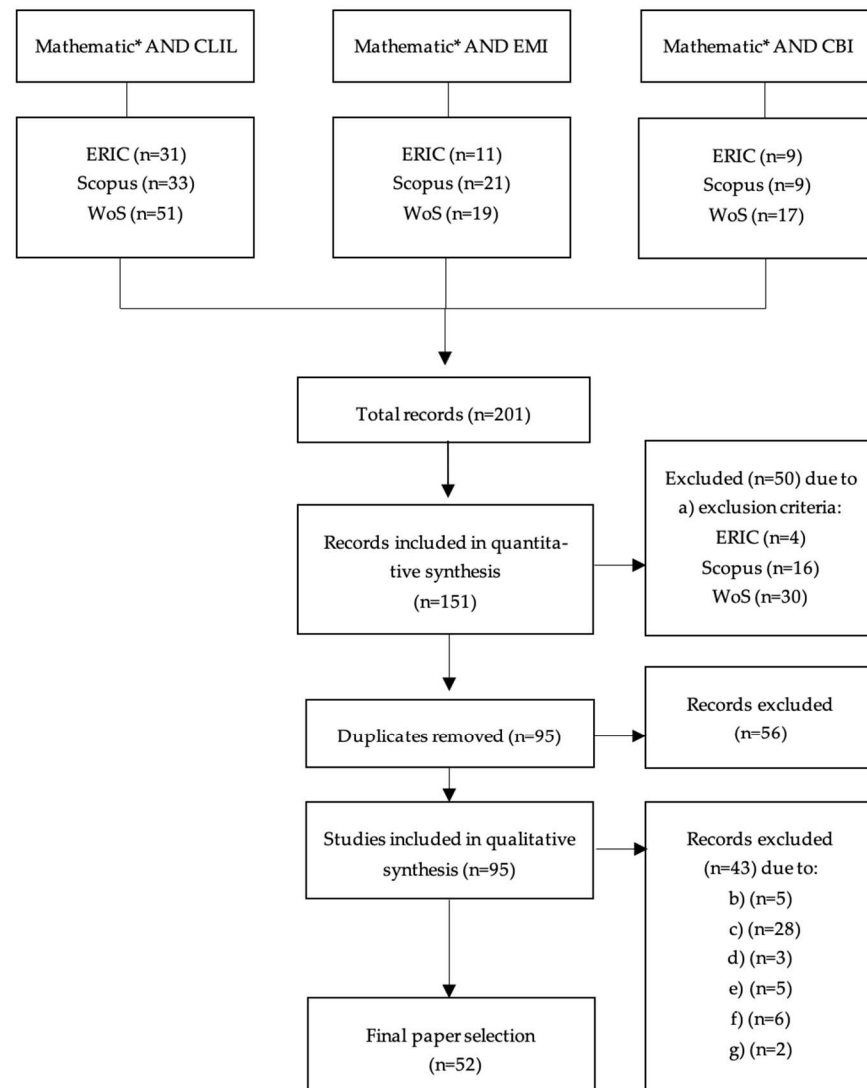 Mathematic* AND CLIL
Mathematic* AND EMI
Mathematic* AND CBI
ERIC (n=31)
Scopus (n=33)
WoS (n=51)
ERIC (n=11)
Scopus (n=21)
WoS (n=19)
ERIC (n=9)
Scopus (n=9)
WoS (n=17)
Total records (n=201)
Excluded (n=50) due to
a) exclusion criteria:
ERIC (n=4)
Scopus (n=16)
WoS (n=30)
Records included in quantita-
tive synthesis
(n=151)
Duplicates removed (n=95)
Records excluded
(n=56)
Studies included in qualitative
synthesis (n=95)
Records excluded
(n=43) due to:
b) (n=5)
c) (n=28)
d) (n=3)
e) (n=5)
f) (n=6)
g) (n=2)
Final paper selection
(n=52)